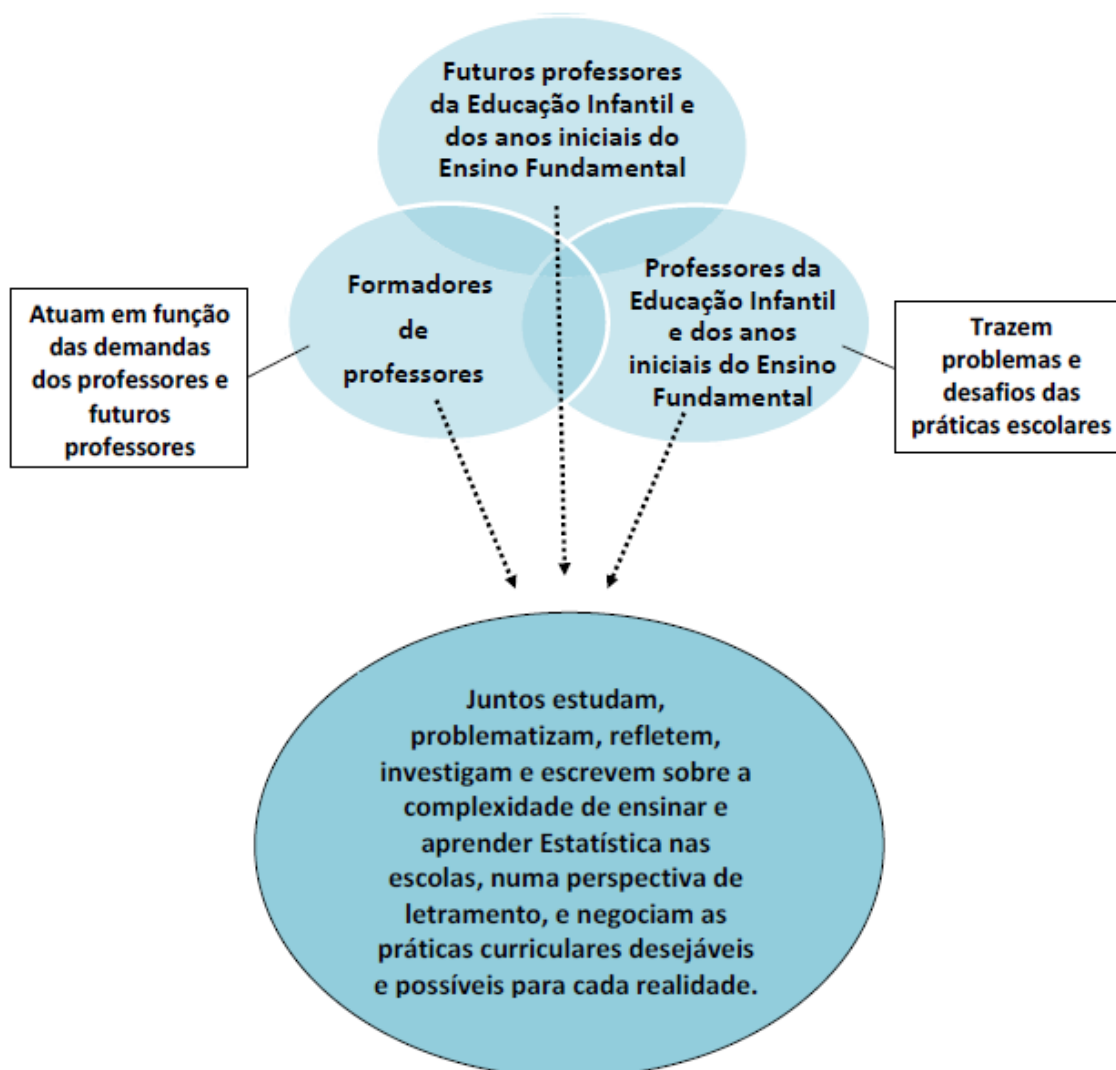 Futuros professores
da Educação Infantil e
dos anos iniciais do
Ensino Fundamental
Formadores
de
professores
Professores da
Educação Infantil
e dos anos
iniciais do Ensino
Fundamental
Atuam em função
das demandas
dos professores e
futuros
professores
Trazem
problemas e
desafios das
práticas escolares
Juntos estudam,
problematizam, refletem,
investigam e escrevem sobre a
complexidade de ensinar e
aprender Estatística nas
escolas, numa perspectiva de
letramento, e negociam as
práticas curriculares desejáveis
e possíveis para cada realidade.